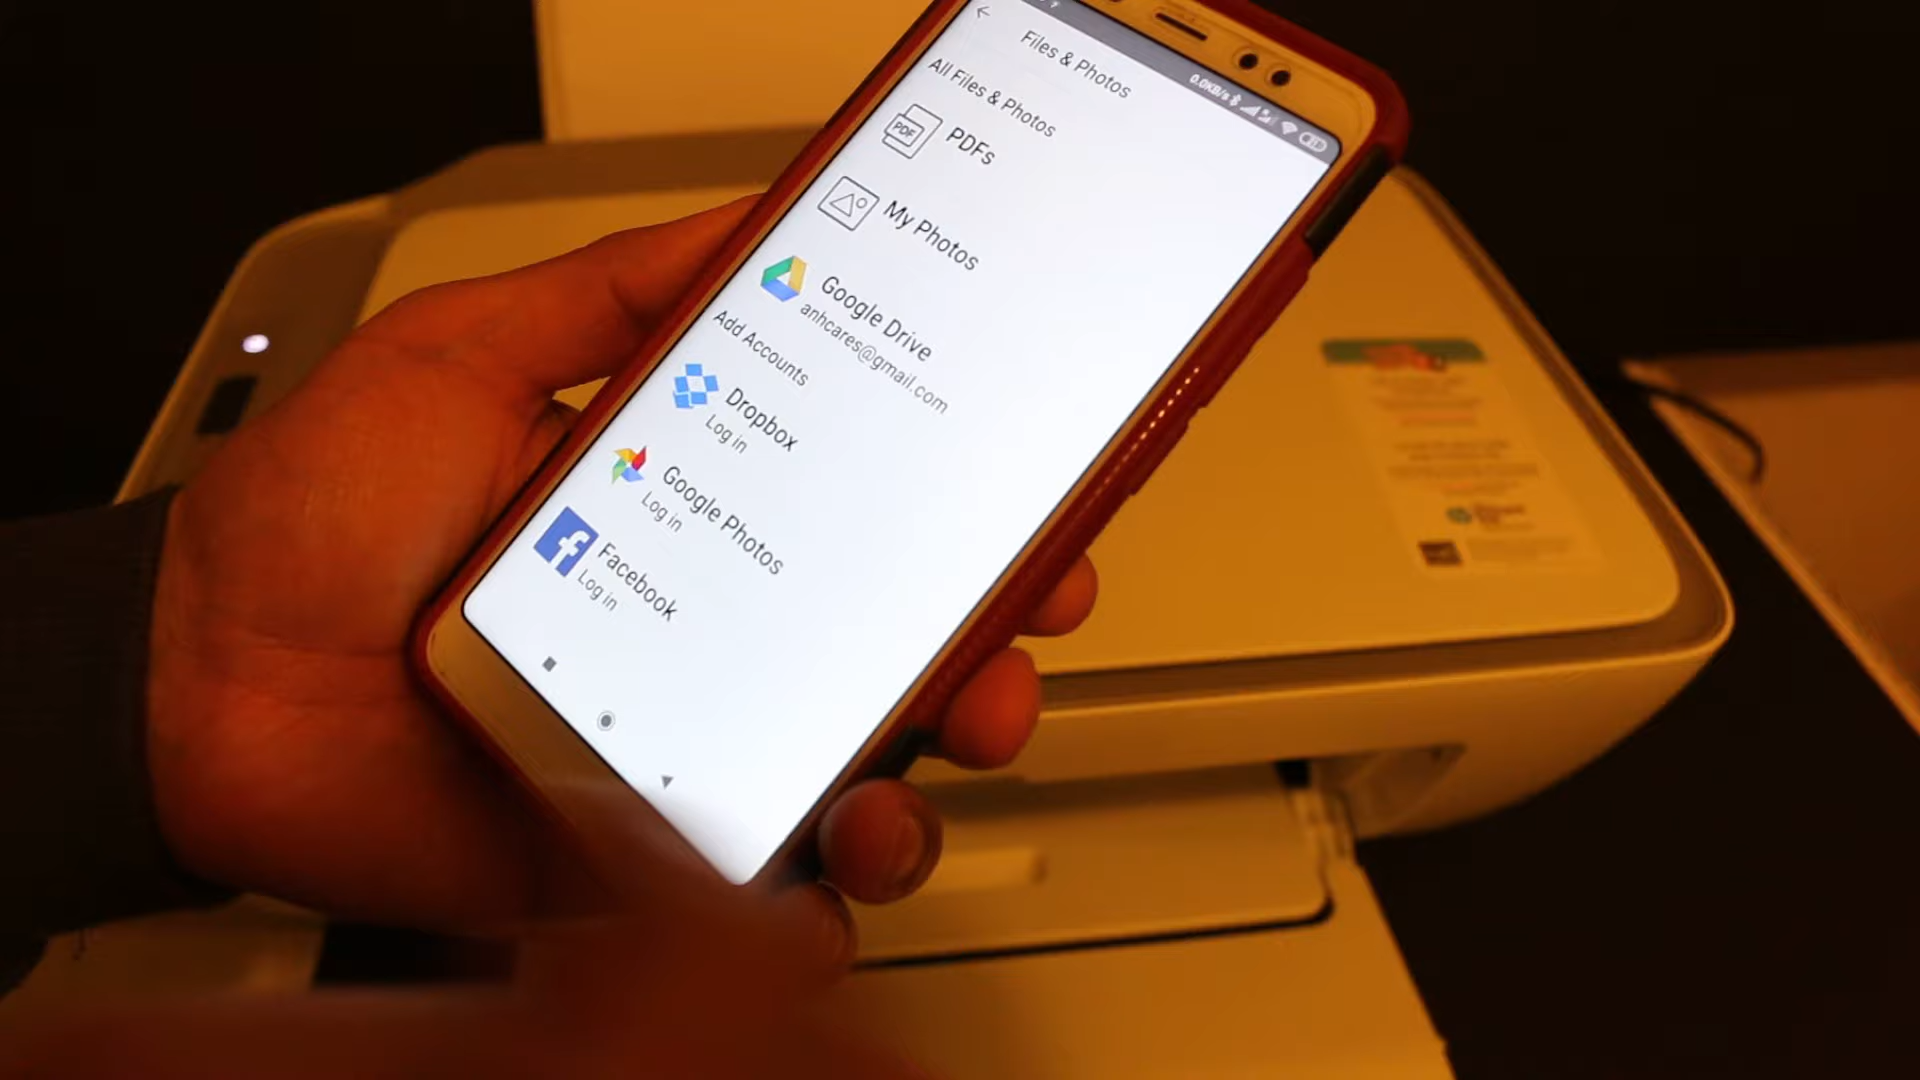 0.0KB/s
Files & Photos
All Files & Photos
PDF
PDFs
My Photos
Google Drive
anhcares@gmail.com
Add Accounts
Dropbox
Log in
Google Photos
Log in
Facebook
Log in